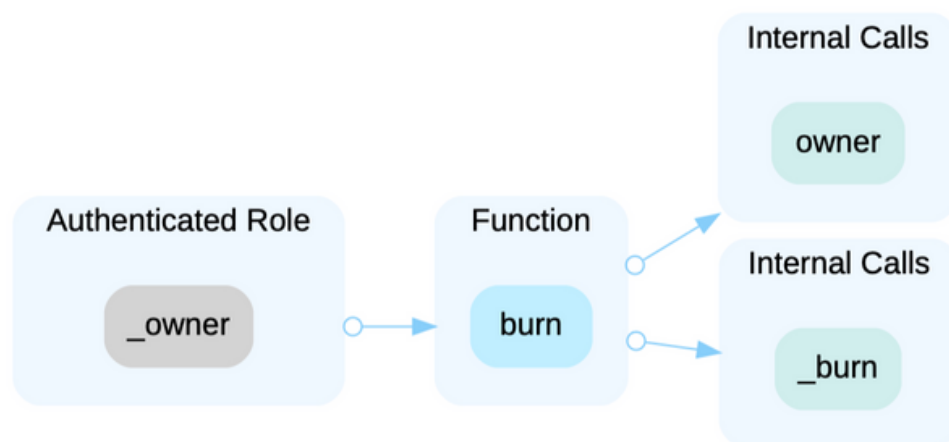 Authenticated Role
_owner
Function
burn
Internal Calls
owner
Internal Calls
_burn